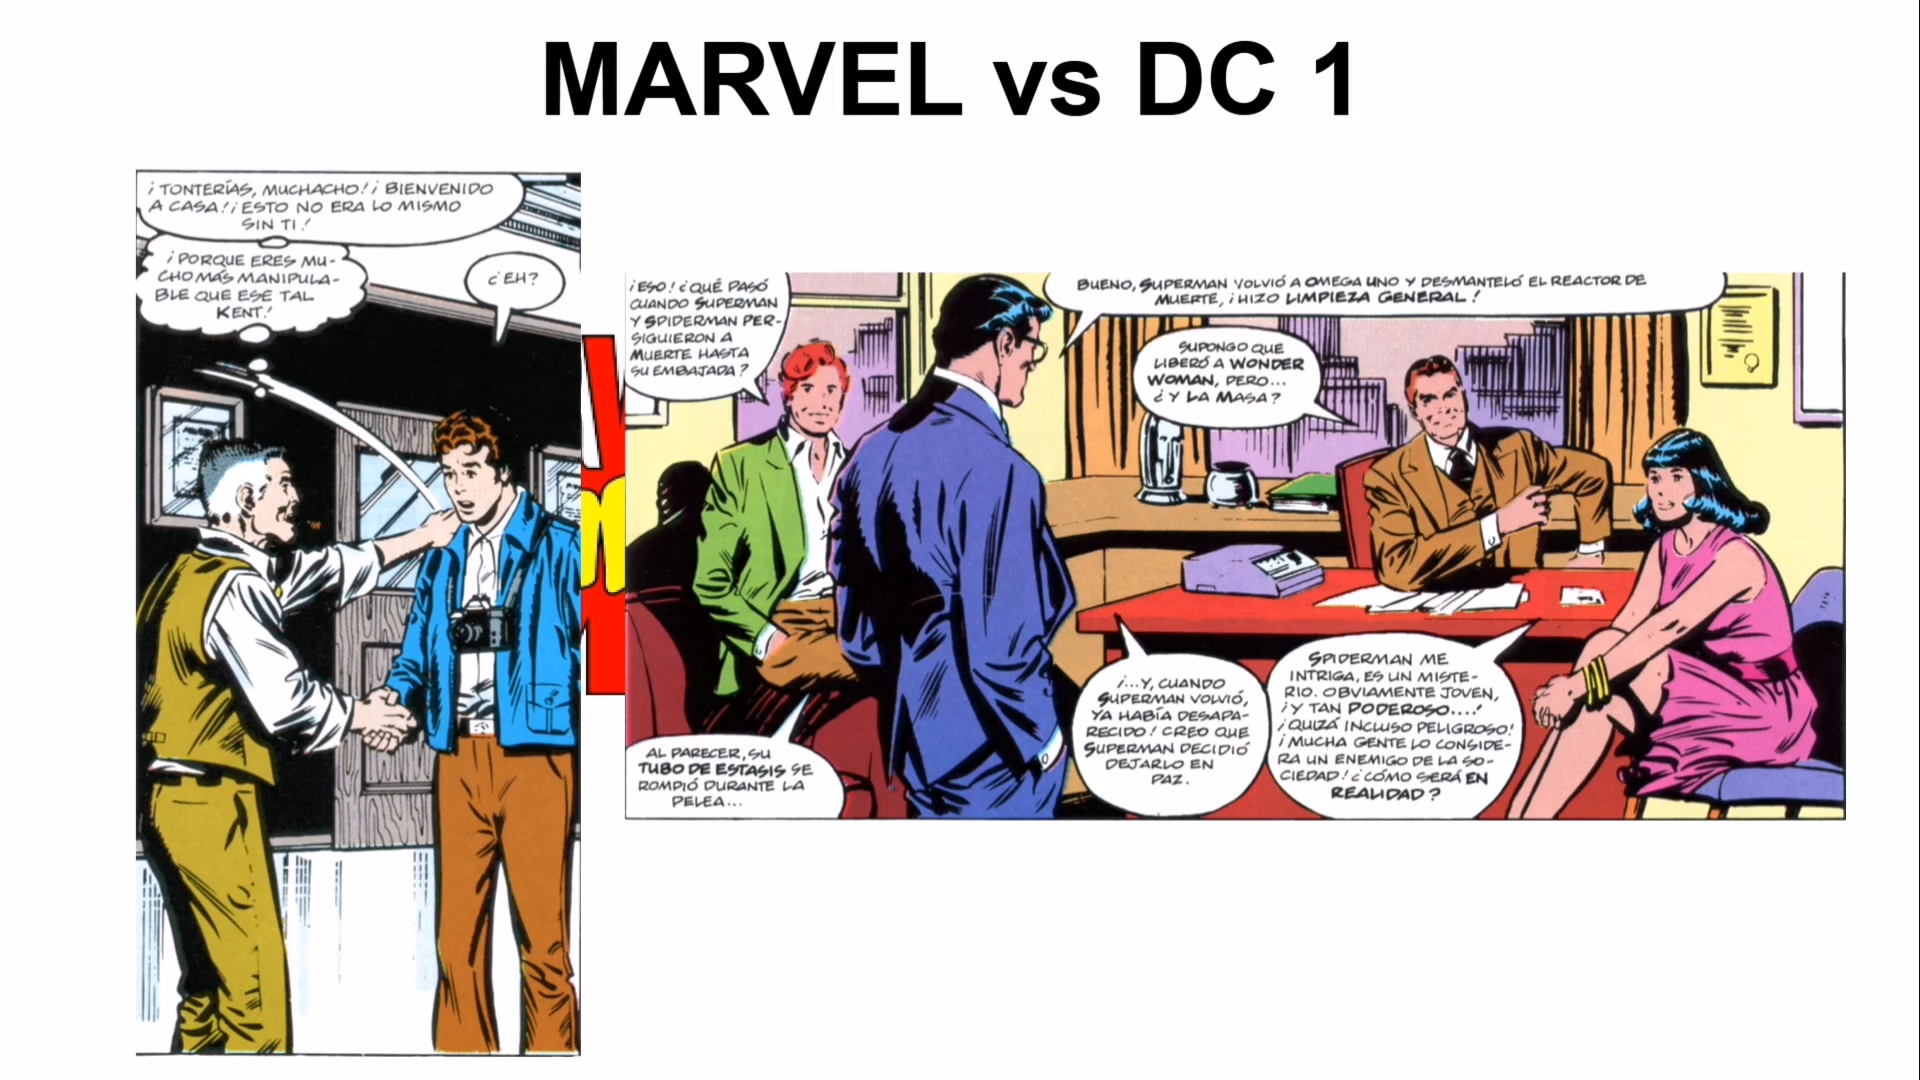 MARVEL vs DC 1
¡TONTERÍAS, MUCHACHO! ¡BIENVENIDO
A CASA! ¡ESTO NO ERA LO MISMO
SIN TI!
¡PORQUE ERES MU-
CHO MÁS MANIPULA-
BLE QUE ESE TAL
KENT!
¿EH?
¡ESO! ¿QUÉ PASÓ
CUANDO SUPERMAN
Y SPIDERMAN PER-
SIGUIERON A
MUERTE HASTA
SU EMBAJADA?
BUENO, SUPERMAN VOLVIÓ A OMEGA UNO Y DESMANTELÓ EL REACTOR DE
MUERTE, ¡HIZO LIMPIEZA GENERAL!
SUPONGO QUE
LIBERÓ A WONDER
WOMAN, PERO...
¿Y LA MASA?
AL PARECER, SU
TUBO DE ESTASIS SE
ROMPIÓ DURANTE LA
PELEA...
¡...Y, CUANDO
SUPERMAN VOLVIÓ,
YA HABÍA DESAPA-
RECIDO! CREO QUE
SUPERMAN DECIDIÓ
DEJARLO EN
PAZ.
SPIDERMAN ME
INTRIGA, ES UN MISTE-
RIO. OBVIAMENTE JOVEN,
¡Y TAN PODEROSO...!
¡QUIZÁ INCLUSO PELIGROSO!
¡MUCHA GENTE LO CONSIDE-
RA UN ENEMIGO DE LA SO-
CIEDAD! ¿CÓMO SERÁ EN
REALIDAD?